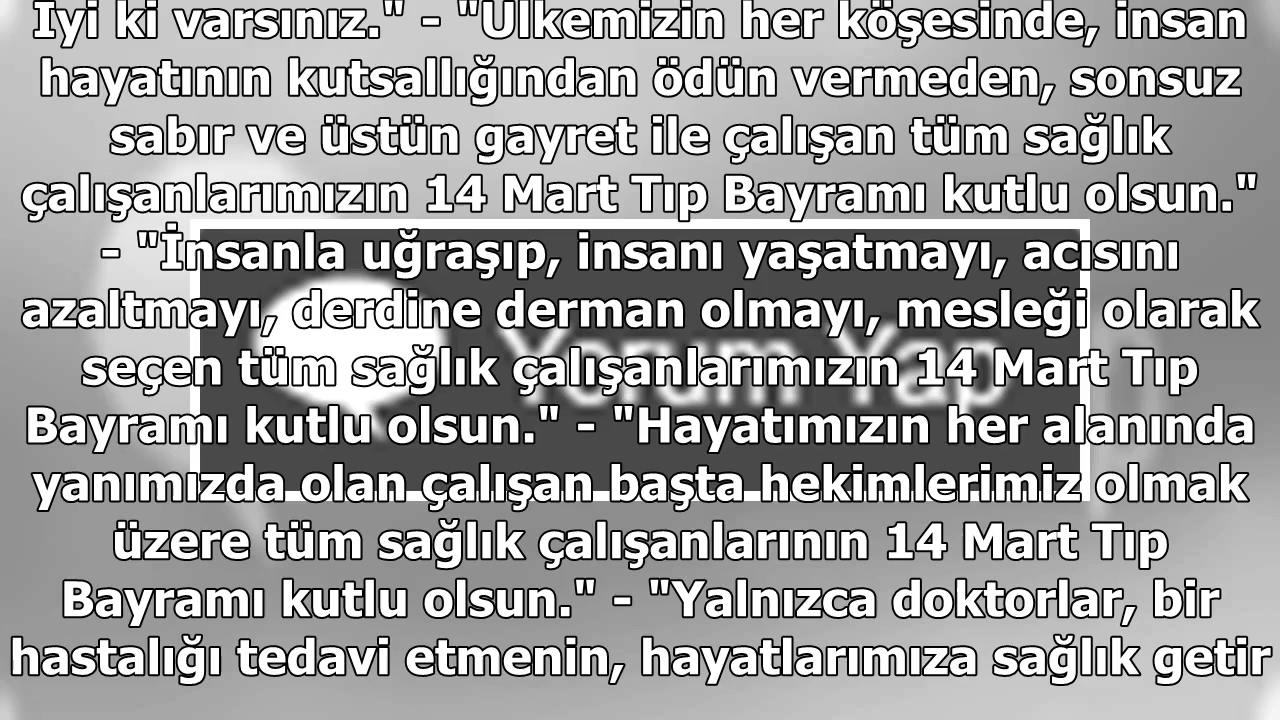 İyi ki varsınız." - "Ülkemizin her köşesinde, insan
hayatının kutsallığından ödün vermeden, sonsuz
sabır ve üstün gayret ile çalışan tüm sağlık
çalışanlarımızın 14 Mart Tıp Bayramı kutlu olsun."
- "İnsanla uğraşıp, insanı yaşatmayı, acısını
azaltmayı, derdine derman olmayı, mesleği olarak
seçen tüm sağlık çalışanlarımızın 14 Mart Tıp
Bayramı kutlu olsun." - "Hayatımızın her alanında
yanımızda olan çalışan başta hekimlerimiz olmak
üzere tüm sağlık çalışanlarının 14 Mart Tıp
Bayramı kutlu olsun." - "Yalnızca doktorlar, bir
hastalığı tedavi etmenin, hayatlarımıza sağlık getir
Yorum Yap